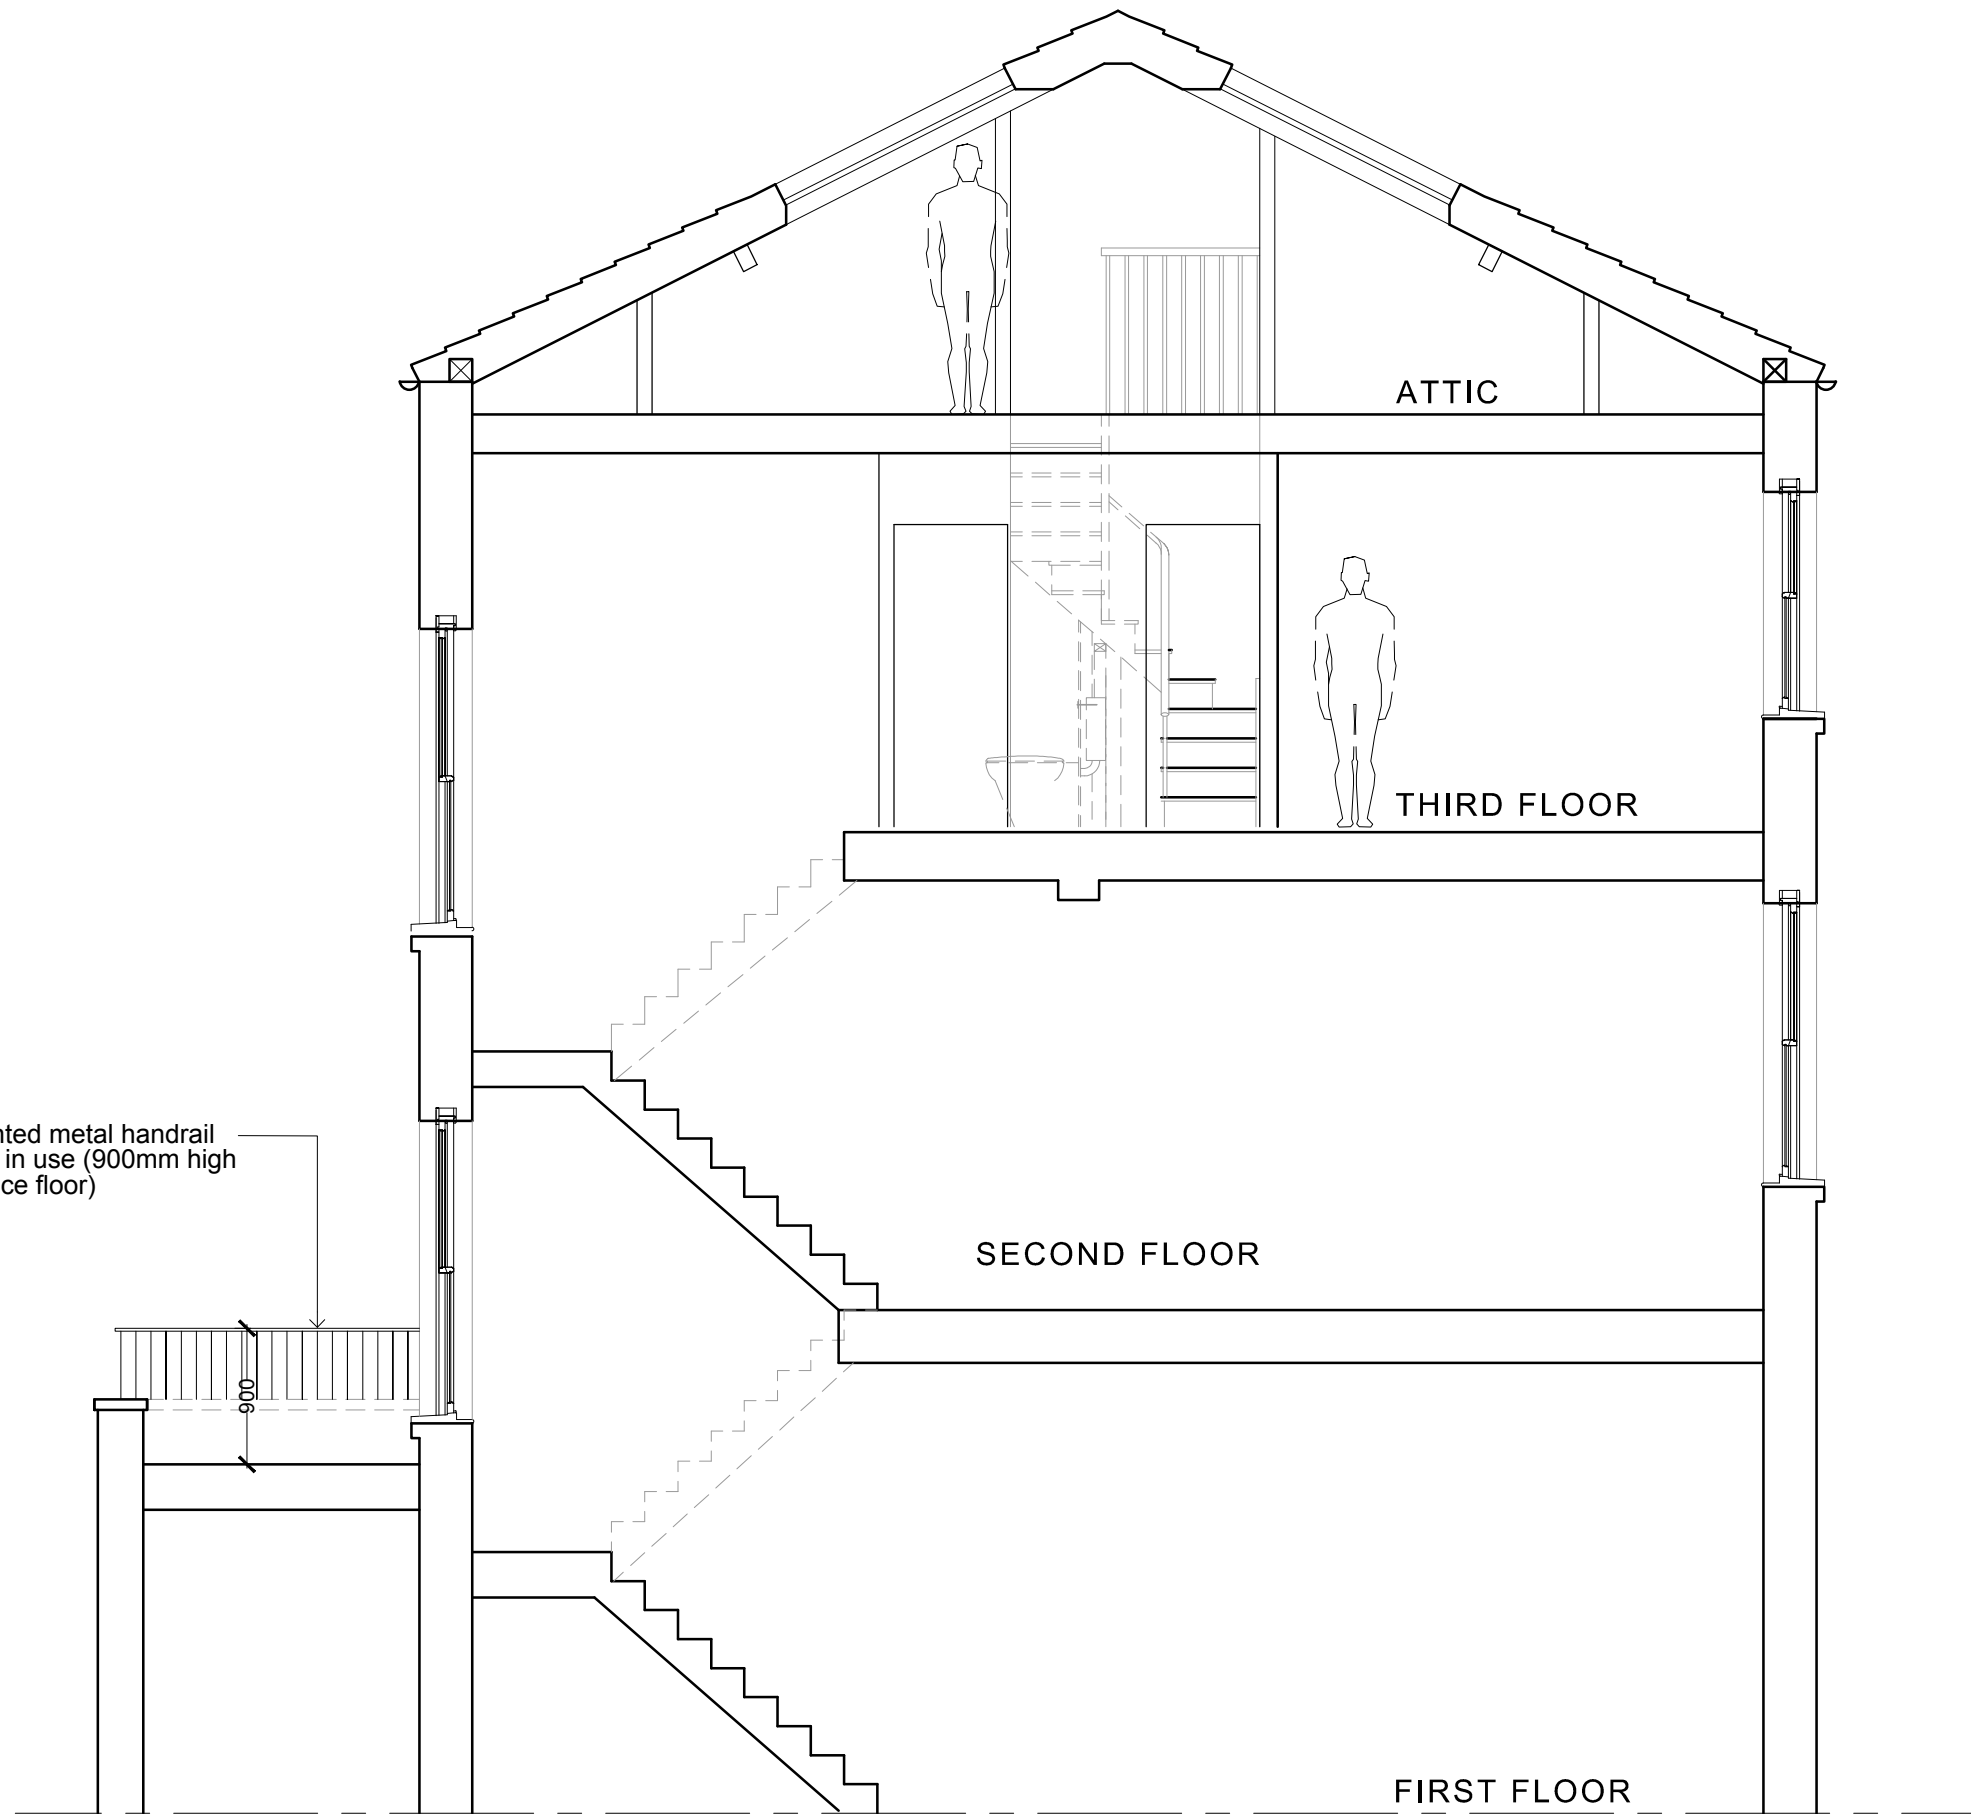 ATTIC
THIRD FLOOR
nted metal handrail
in use (900mm high
ce floor)
SECOND FLOOR
900
FIRST FLOOR